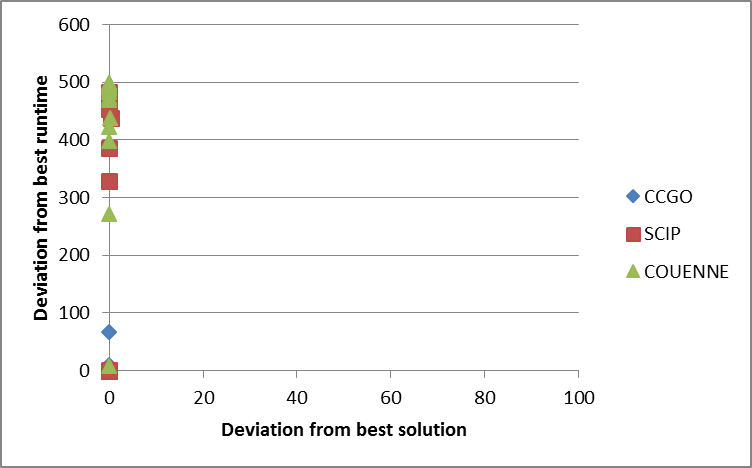 600
500
400
300
200
100
0
Deviation from best runtime
0 20 40 60 80 100
Deviation from best solution
CCGO
SCIP
COUENNE